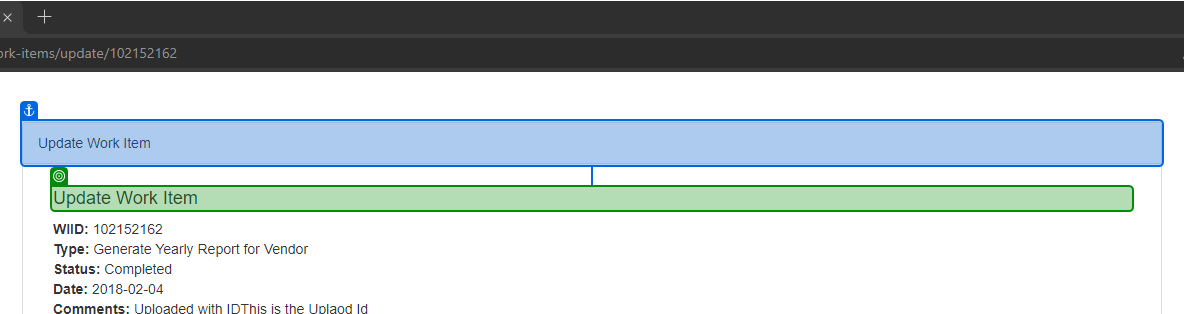 ork-items/update/102152162
Update Work Item
Update Work Item
WIID: 102152162
Type: Generate Yearly Report for Vendor
Status: Completed
Date: 2018-02-04
Comments: Uploaded with IDThis is the Uplaod Id